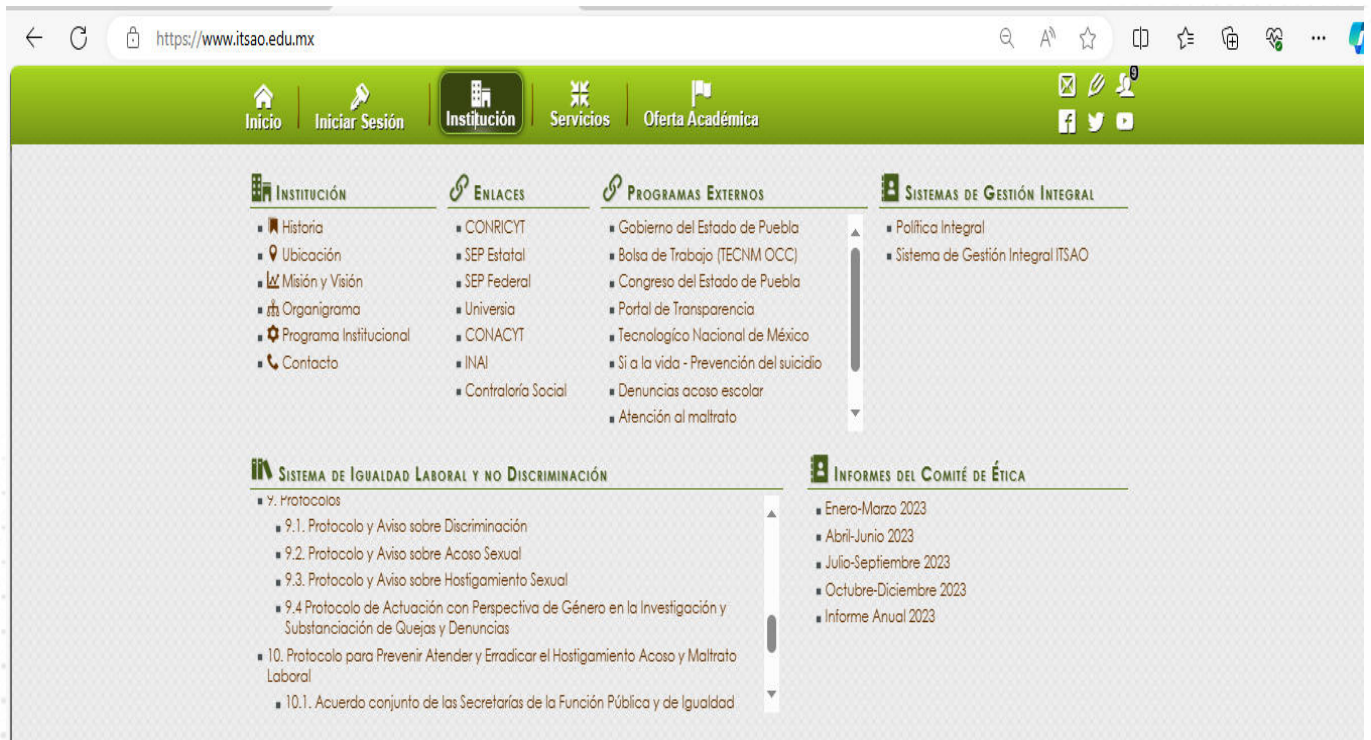 https://www.itsao.edu.mx
9
Inicio
Iniciar Sesión
Institución
Servicios
Oferta Académica
Institución
Historia
Ubicación
Misión y Visión
Organigrama
Programa Institucional
Contacto
Enlaces
CONRICYT
SEP Estatal
SEP Federal
Universia
CONACYT
INAI
Contraloría Social
Programas Externos
Gobierno del Estado de Puebla
Bolsa de Trabajo (TECNM OCC)
Congreso del Estado de Puebla
Portal de Transparencia
Tecnologíco Nacional de México
Si a la vida - Prevención del suicidio
Denuncias acoso escolar
Atención al maltrato
Sistemas de Gestión Integral
Política Integral
Sistema de Gestión Integral ITSAO
Sistema de Igualdad Laboral y no Discriminación
9. Protocolos
9.1. Protocolo y Aviso sobre Discriminación
9.2. Protocolo y Aviso sobre Acoso Sexual
9.3. Protocolo y Aviso sobre Hostigamiento Sexual
9.4 Protocolo de Actuación con Perspectiva de Género en la Investigación y
Substanciación de Quejas y Denuncias
10. Protocolo para Prevenir Atender y Erradicar el Hostigamiento Acoso y Maltrato
Laboral
10.1. Acuerdo conjunto de las Secretarías de la Función Pública y de Igualdad
Informes del Comité de Ética
Enero-Marzo 2023
Abril-Junio 2023
Julio-Septiembre 2023
Octubre-Diciembre 2023
Informe Anual 2023